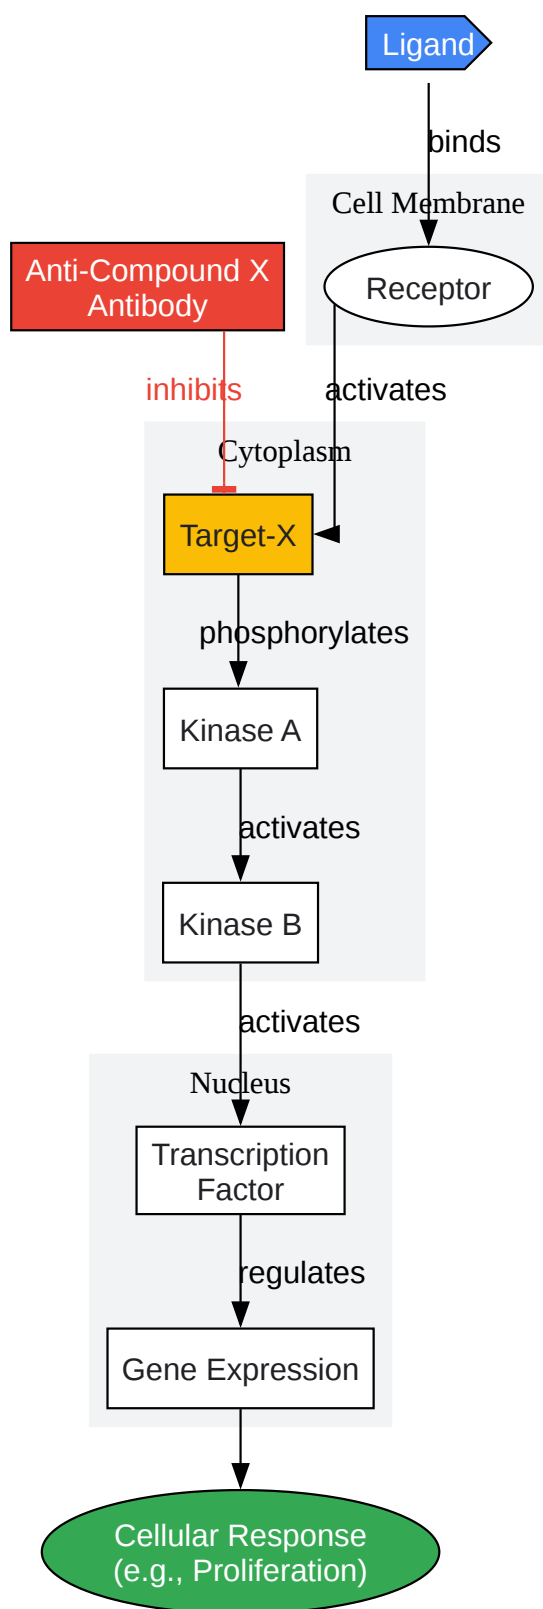 Ligand
binds
Cell Membrane
Receptor
Anti-Compound X
Antibody
inhibits
activates
Cytoplasm
Target-X
phosphorylates
Kinase A
activates
Kinase B
activates
Nucleus
Transcription
Factor
regulates
Gene Expression
Cellular Response
(e.g., Proliferation)